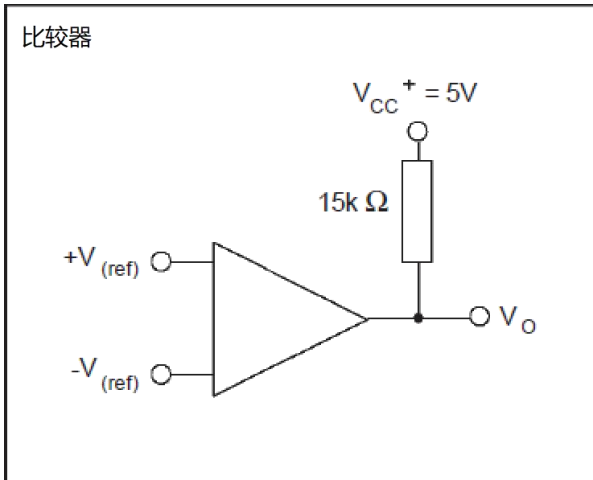 比较器
VCC+ = 5V
15k Ω
+V (ref)
-V (ref)
VO